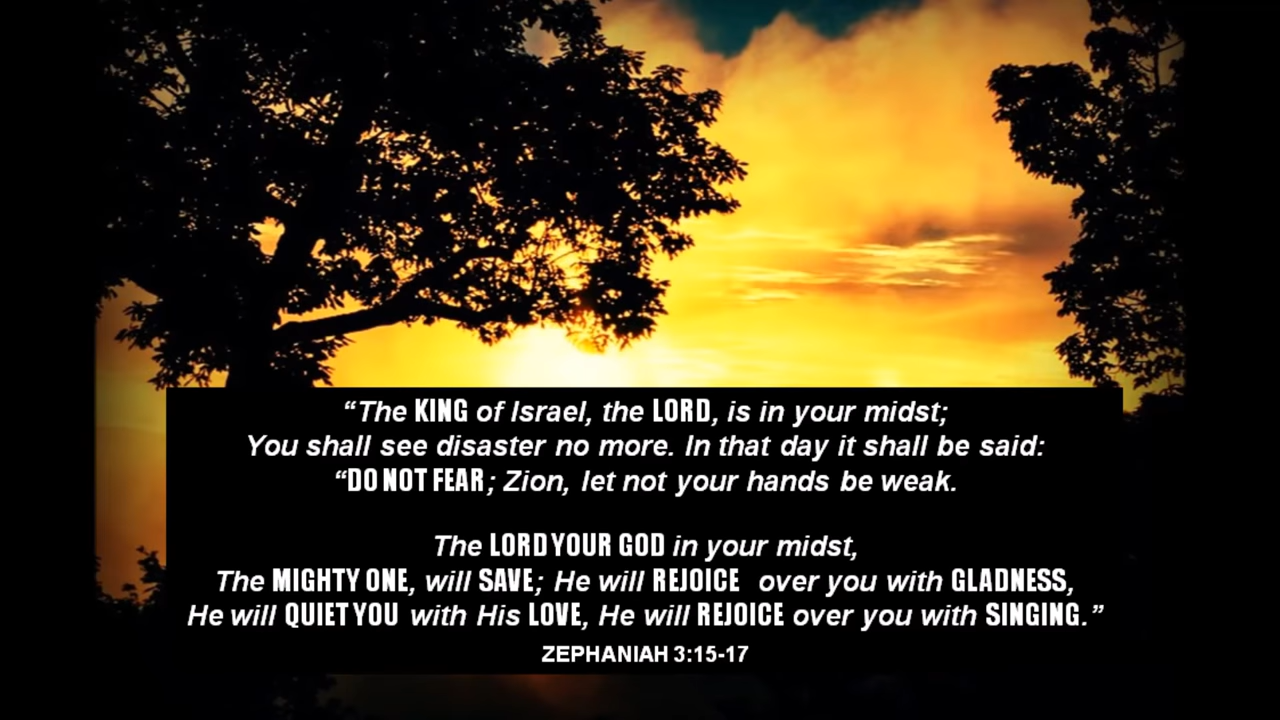 “The KING of Israel, the LORD, is in your midst;
You shall see disaster no more. In that day it shall be said:
“DO NOT FEAR; Zion, let not your hands be weak.
The LORD YOUR GOD in your midst,
The MIGHTY ONE, will SAVE; He will REJOICE over you with GLADNESS,
He will QUIET YOU with His LOVE, He will REJOICE over you with SINGING.”
ZEPHANIAH 3:15-17